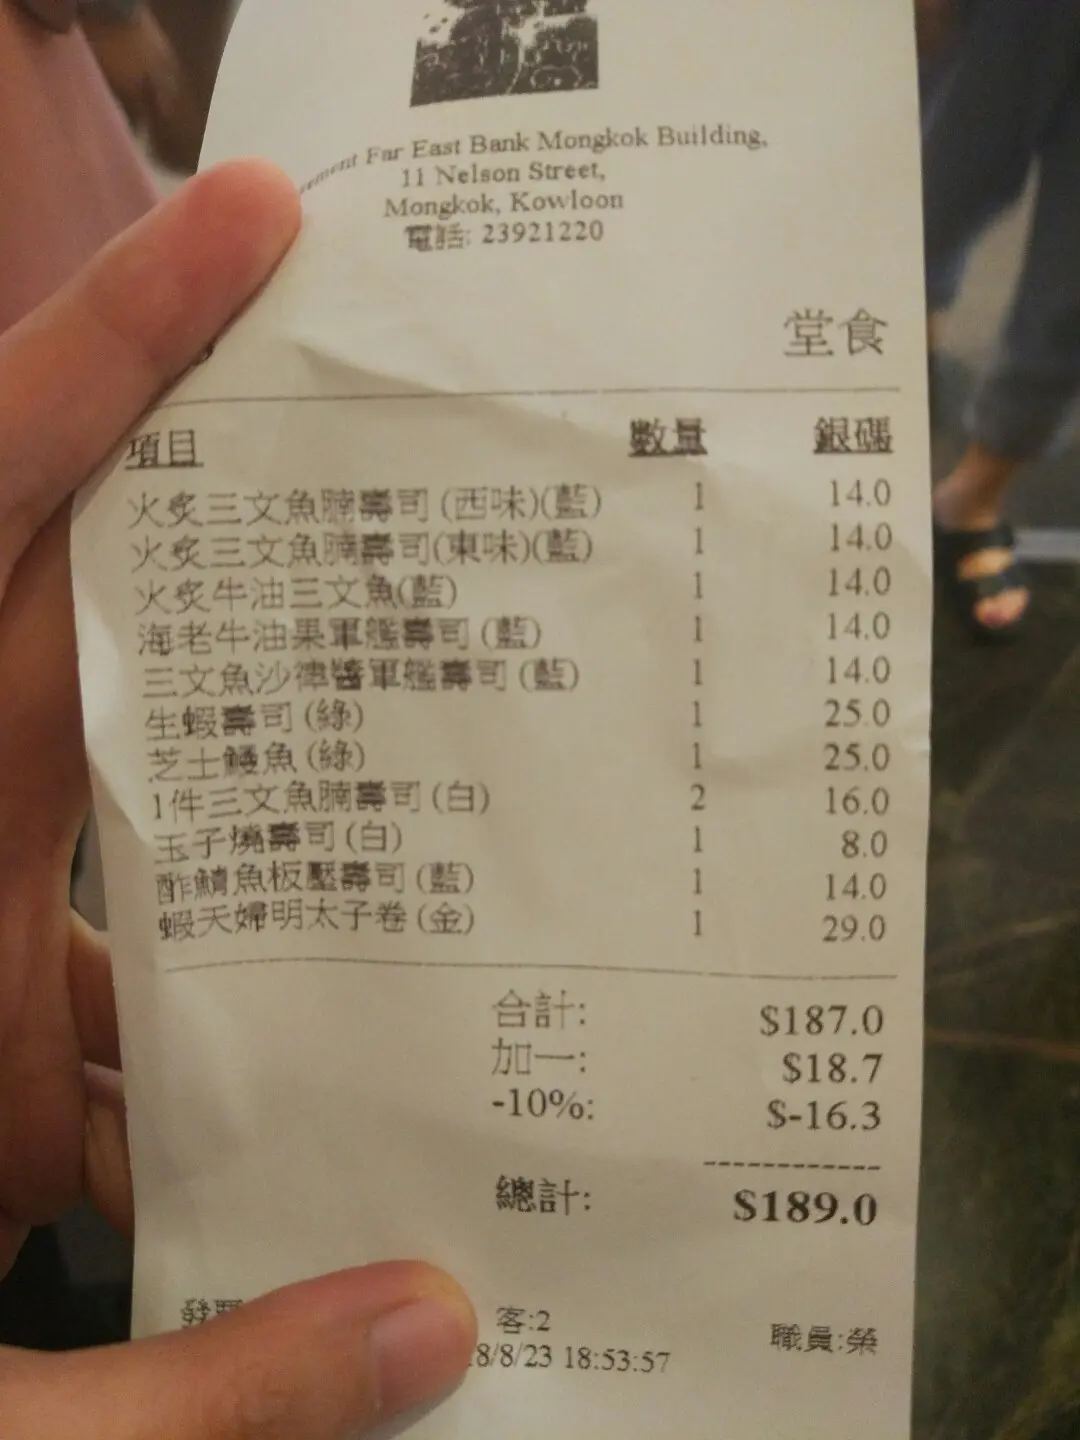 Far East Bank Mongkok Building,
11 Nelson Street,
Mongkok, Kowloon
電話: 23921220
堂食
項目 數量 銀碼
火炙三文魚腩壽司 (西味)(藍) 1 14.0
火炙三文魚腩壽司(東味)(藍) 1 14.0
火炙牛油三文魚(藍) 1 14.0
海老牛油果軍艦壽司 (藍) 1 14.0
三文魚沙律醬軍艦壽司 (藍) 1 14.0
生蝦壽司 (綠) 1 25.0
芝士鰻魚 (綠) 1 25.0
1件三文魚腩壽司 (白) 2 16.0
玉子燒壽司 (白) 1 8.0
酢鯖魚板壓壽司 (藍) 1 14.0
蝦天婦明太子卷 (金) 1 29.0
合計: $187.0
加一: $18.7
-10%: $-16.3
總計: $189.0
客:2
8/8/23 18:53:57
職員:榮